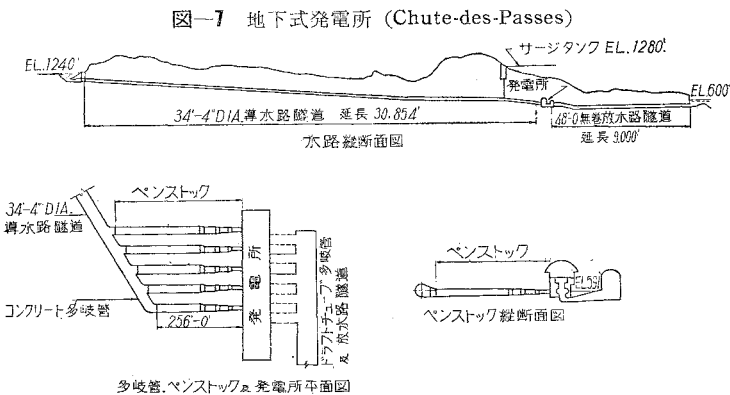 図―7 地下式発電所 (Chute-des-Passes)
サージタンク EL.1280'
EL.1240'
発電所
EL.600'
34'-4"DIA.導水路隧道 延長 30.854'
48'-0無巻放水路隧道
延長 9,000'
水路縦断面図
ペンストック
34'-4"DIA.
導水路隧道
コンクリート多岐管
256'-0'
発電所
ドラフトチューブ多岐管
及放水路隧道
多岐管.ペンストック及発電所平面図
ペンストック
EL.591
ペンストック縦断面図